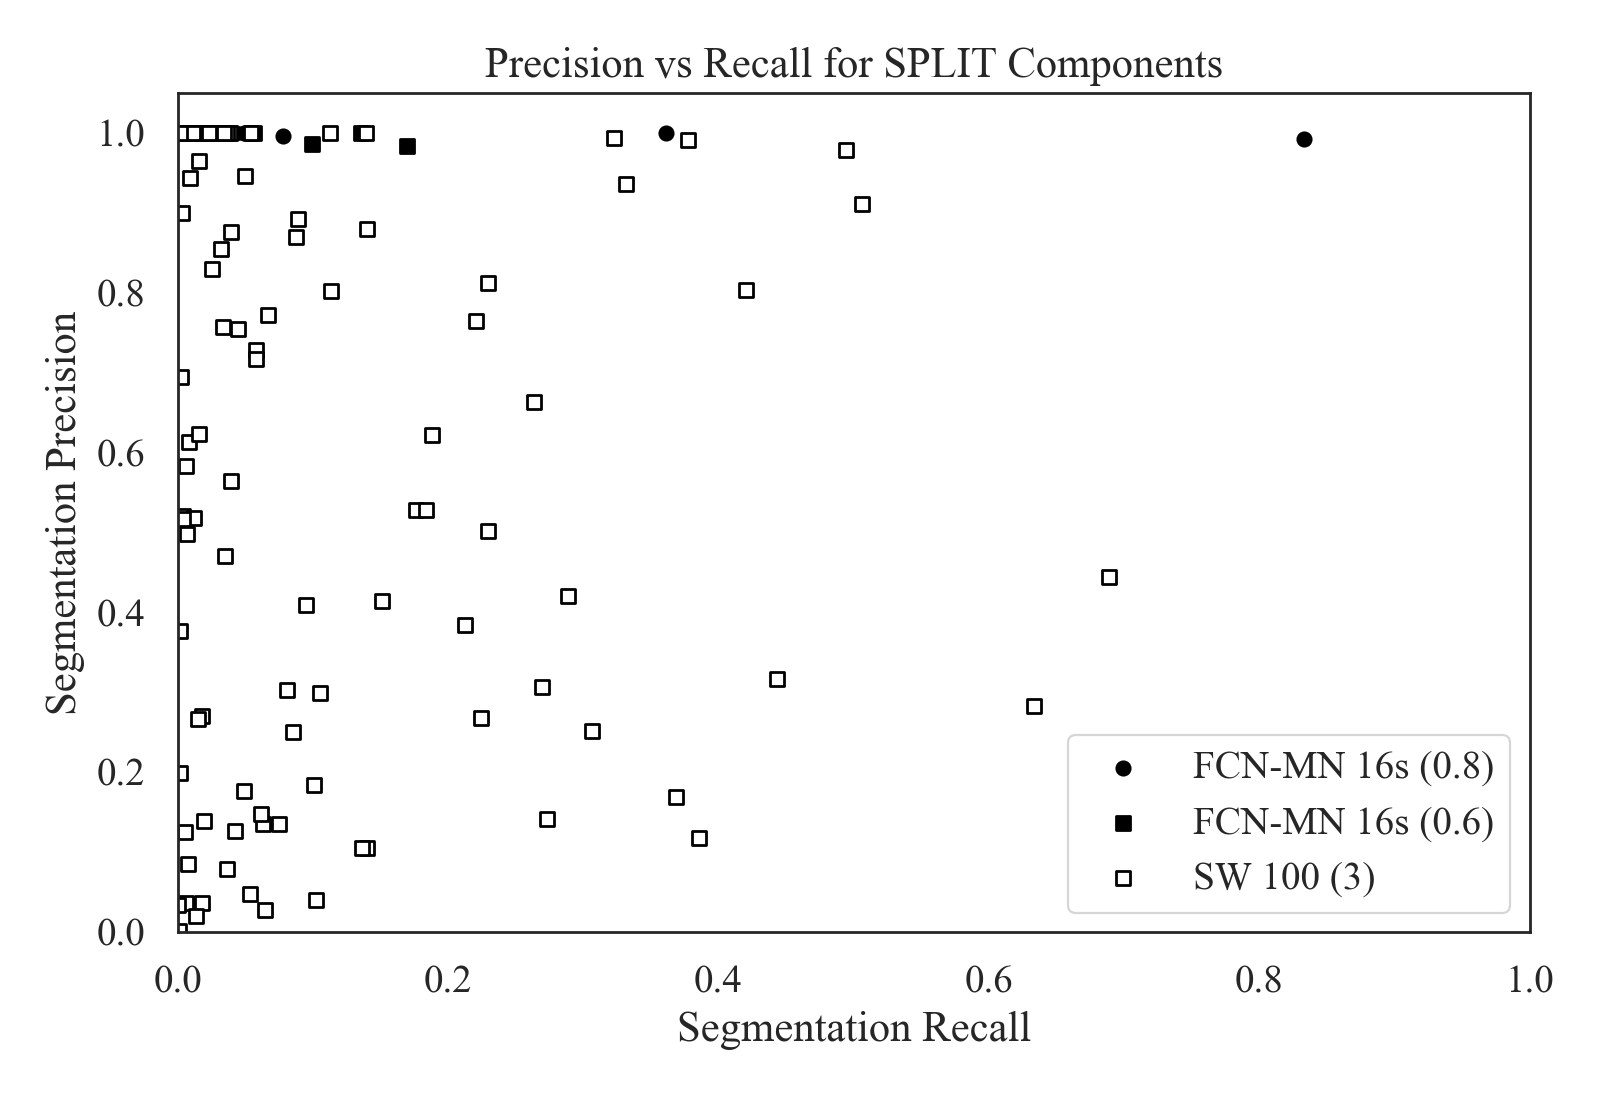 Precision vs Recall for SPLIT Components
Segmentation Precision
1.0
0.8
0.6
0.4
0.2
0.0
FCN-MN 16s (0.8)
FCN-MN 16s (0.6)
SW 100 (3)
0.0 0.2 0.4 0.6 0.8 1.0
Segmentation Recall